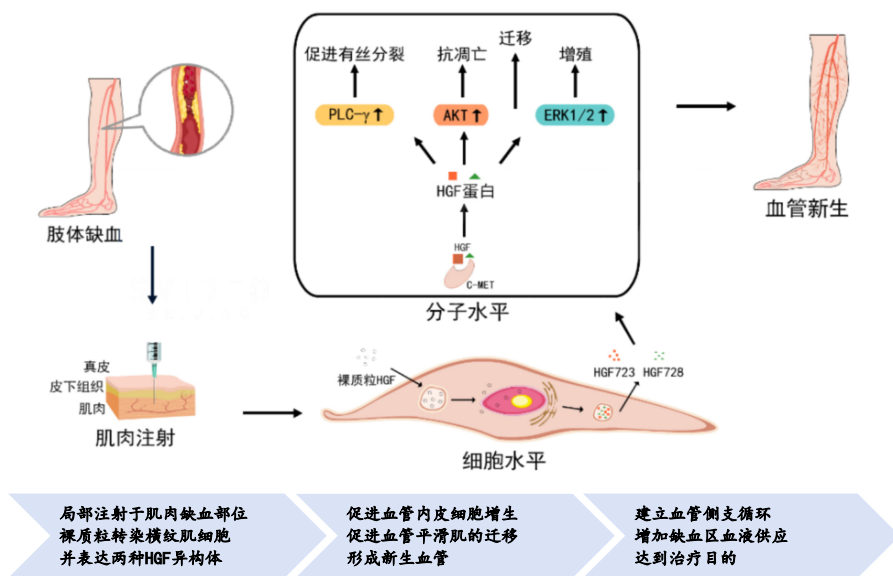 肢体缺血
促进有丝分裂
抗凋亡
迁移
增殖
PLC-γ↑
AKT↑
ERK1/2↑
HGF蛋白
HGF
C-MET
分子水平
血管新生
真皮
皮下组织
肌肉
肌肉注射
裸质粒HGF
HGF723
HGF728
细胞水平
局部注射于肌肉缺血部位
裸质粒转染横纹肌细胞
并表达两种HGF异构体
促进血管内皮细胞增生
促进血管平滑肌的迁移
形成新生血管
建立血管侧支循环
增加缺血区血液供应
达到治疗目的